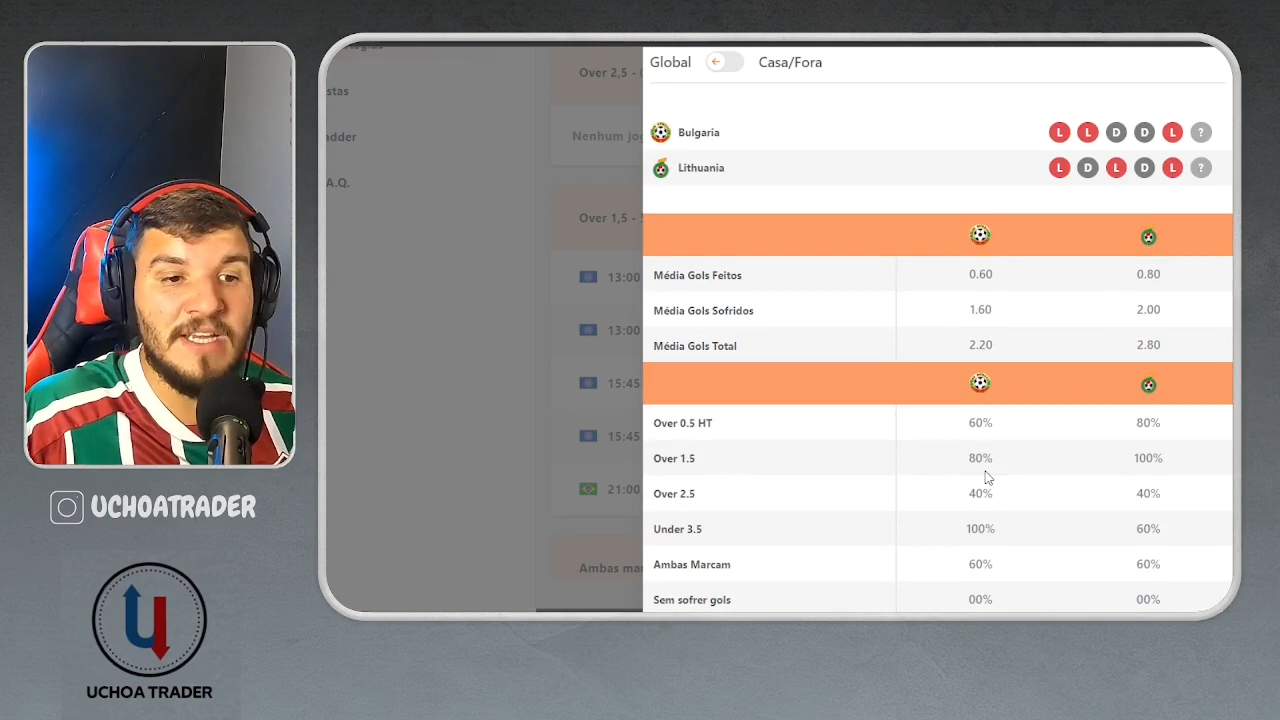 Global Casa/Fora
Bulgaria L L D D L ?
Lithuania L D L D L ?
Média Gols Feitos 0.60 0.80
Média Gols Sofridos 1.60 2.00
Média Gols Total 2.20 2.80
Over 0.5 HT 60% 80%
Over 1.5 80% 100%
Over 2.5 40% 40%
Under 3.5 100% 60%
Ambas Marcam 60% 60%
Sem sofrer gols 00% 00%
stas
A.Q.
Over 2,5 -
Nenhum jog
Over 1,5 -
13:00
13:00
15:45
15:45
21:00
Ambas mar
UCHOATRADER
U
UCHOA TRADER